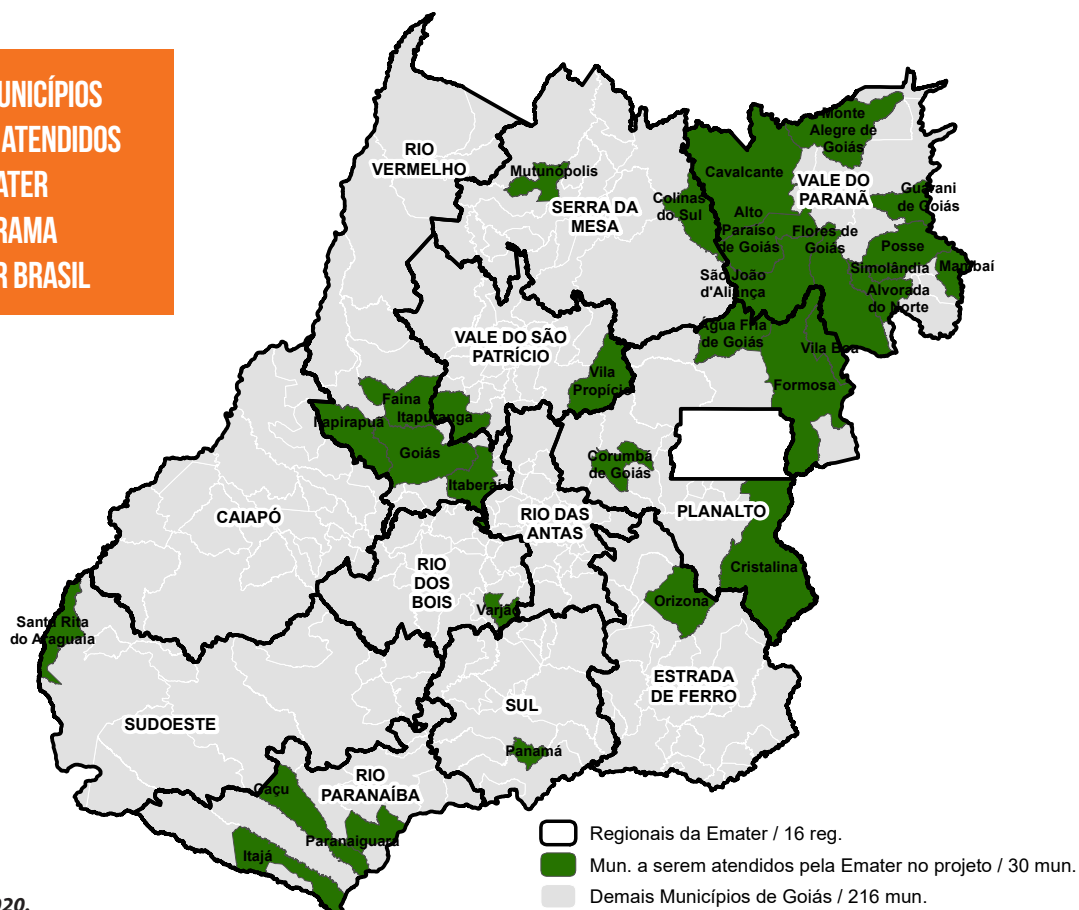 UNICÍPIOS
ATENDIDOS
ATER
RAMA
R BRASIL
RIO
VERMELHO
Mutunópolis
SERRA DA
MESA
Colinas
do Sul
Cavalcante
Monte
Alegre de
Goiás
VALE DO
PARANÃ
Guarani
de Goiás
Alto
Paraíso
de Goiás
Flores de
Goiás
Posse
Simolândia
Mambaí
Alvorada
do Norte
São João
d'Aliança
Água Fria
de Goiás
Vila Boa
Formosa
VALE DO SÃO
PATRÍCIO
Vila
Propício
Faina
Itapirapuã
Itapuranga
Goiás
Itaberaí
Corumbá
de Goiás
CAIAPÓ
RIO DAS
ANTAS
PLANALTO
Cristalina
RIO
DOS
BOIS
Varjão
Orizona
Santa Rita
do Araguaia
ESTRADA
DE FERRO
SUDOESTE
SUL
Panamá
RIO
PARANAÍBA
Caçu
Paranaiguara
Itajá
Regionais da Emater / 16 reg.
Mun. a serem atendidos pela Emater no projeto / 30 mun.
Demais Municípios de Goiás / 216 mun.
020.